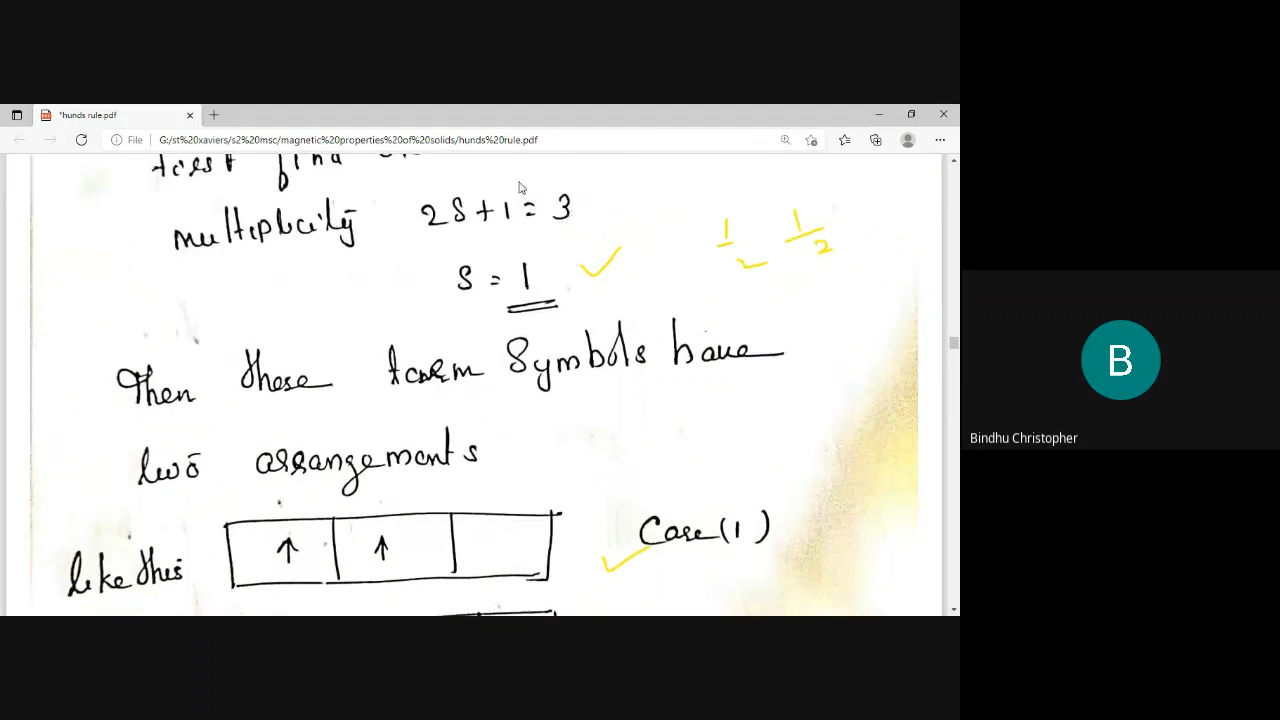 *hunds rule.pdf
File G:/st%20xaviers/s2%20msc/magnetic%20properties%20of%20solids/hunds%20rule.pdf
find
multiplicity 2S+1 = 3
1/2 1/2
S = 1
Then these term Symbols have
two arrangements
like this Case(1)
B
Bindhu Christopher